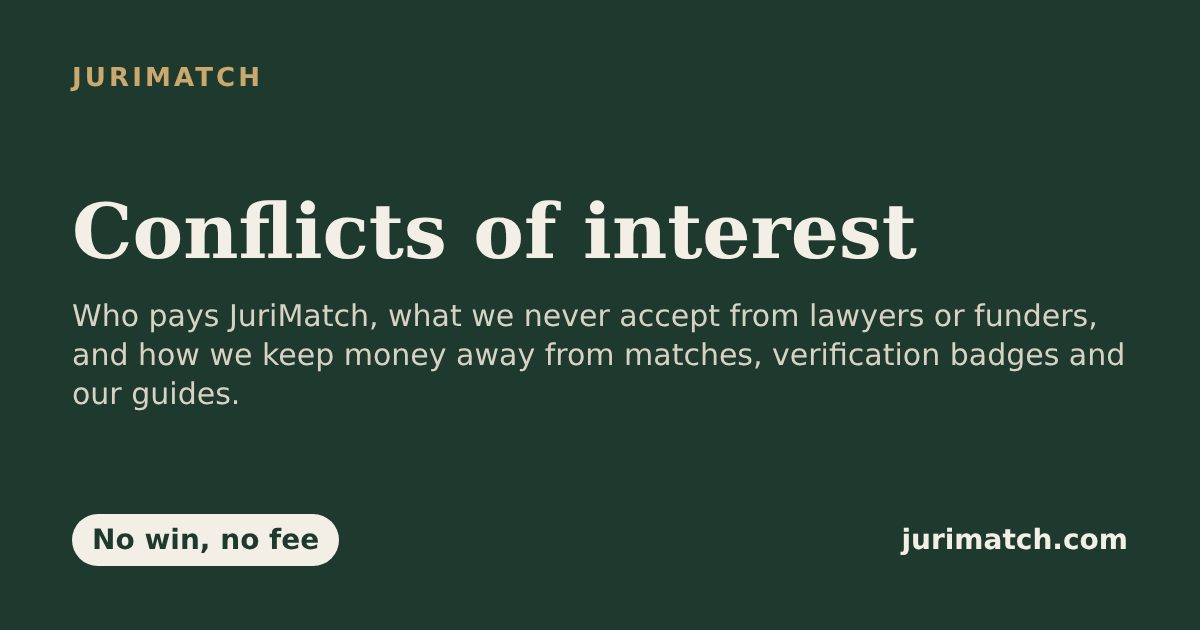 JURIMATCH
Conflicts of interest
Who pays JuriMatch, what we never accept from lawyers or funders,
and how we keep money away from matches, verification badges and
our guides.
No win, no fee
jurimatch.com